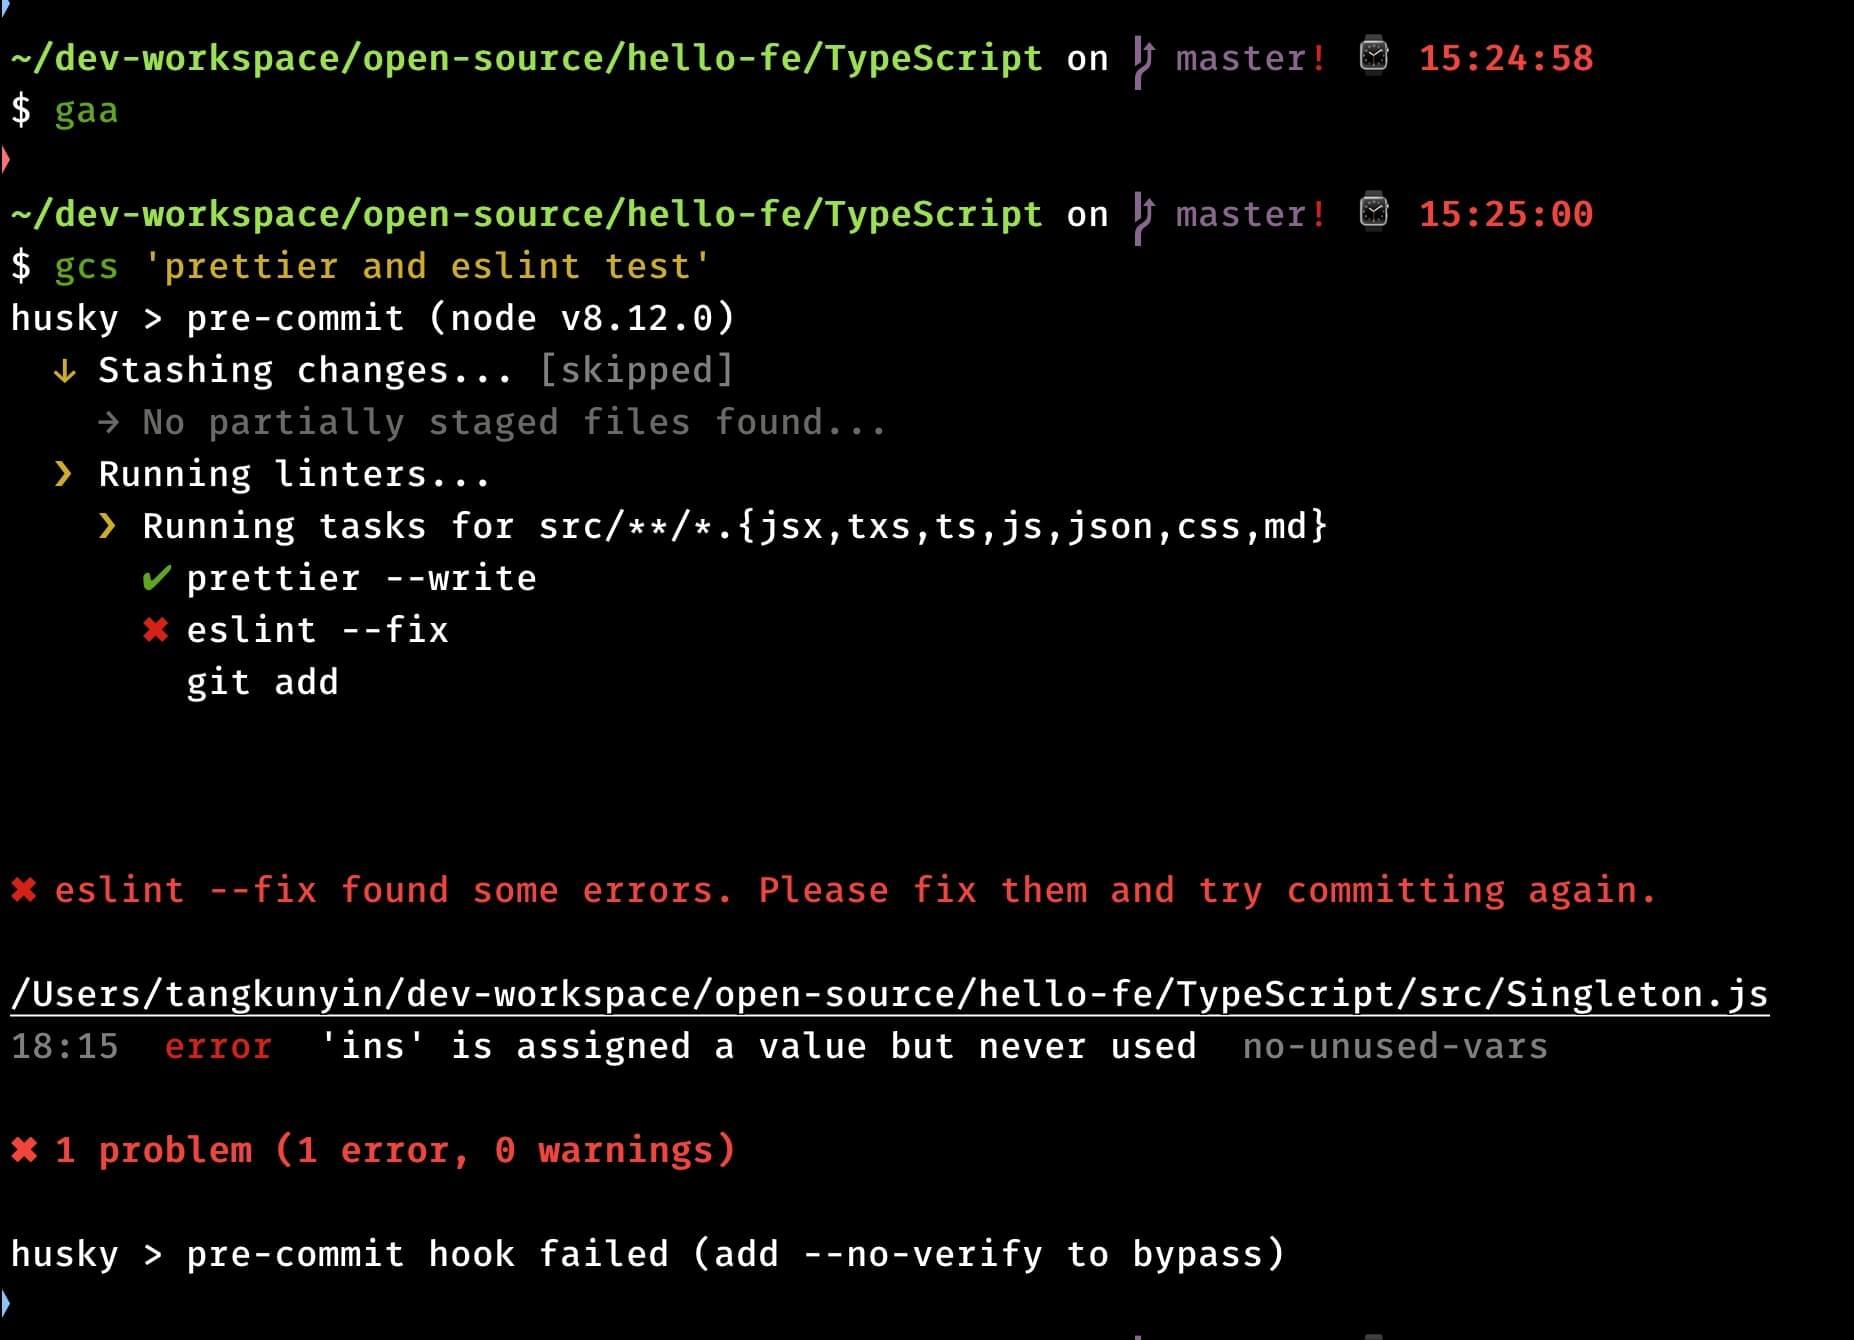 ~/dev-workspace/open-source/hello-fe/TypeScript on master! ⌚ 15:24:58
$ gaa
~/dev-workspace/open-source/hello-fe/TypeScript on master! ⌚ 15:25:00
$ gcs 'prettier and eslint test'
husky > pre-commit (node v8.12.0)
↓ Stashing changes... [skipped]
→ No partially staged files found...
❯ Running linters...
❯ Running tasks for src/**/*.{jsx,txs,ts,js,json,css,md}
✔ prettier --write
✖ eslint --fix
git add
✖ eslint --fix found some errors. Please fix them and try committing again.
/Users/tangkunyin/dev-workspace/open-source/hello-fe/TypeScript/src/Singleton.js
18:15 error 'ins' is assigned a value but never used no-unused-vars
✖ 1 problem (1 error, 0 warnings)
husky > pre-commit hook failed (add --no-verify to bypass)